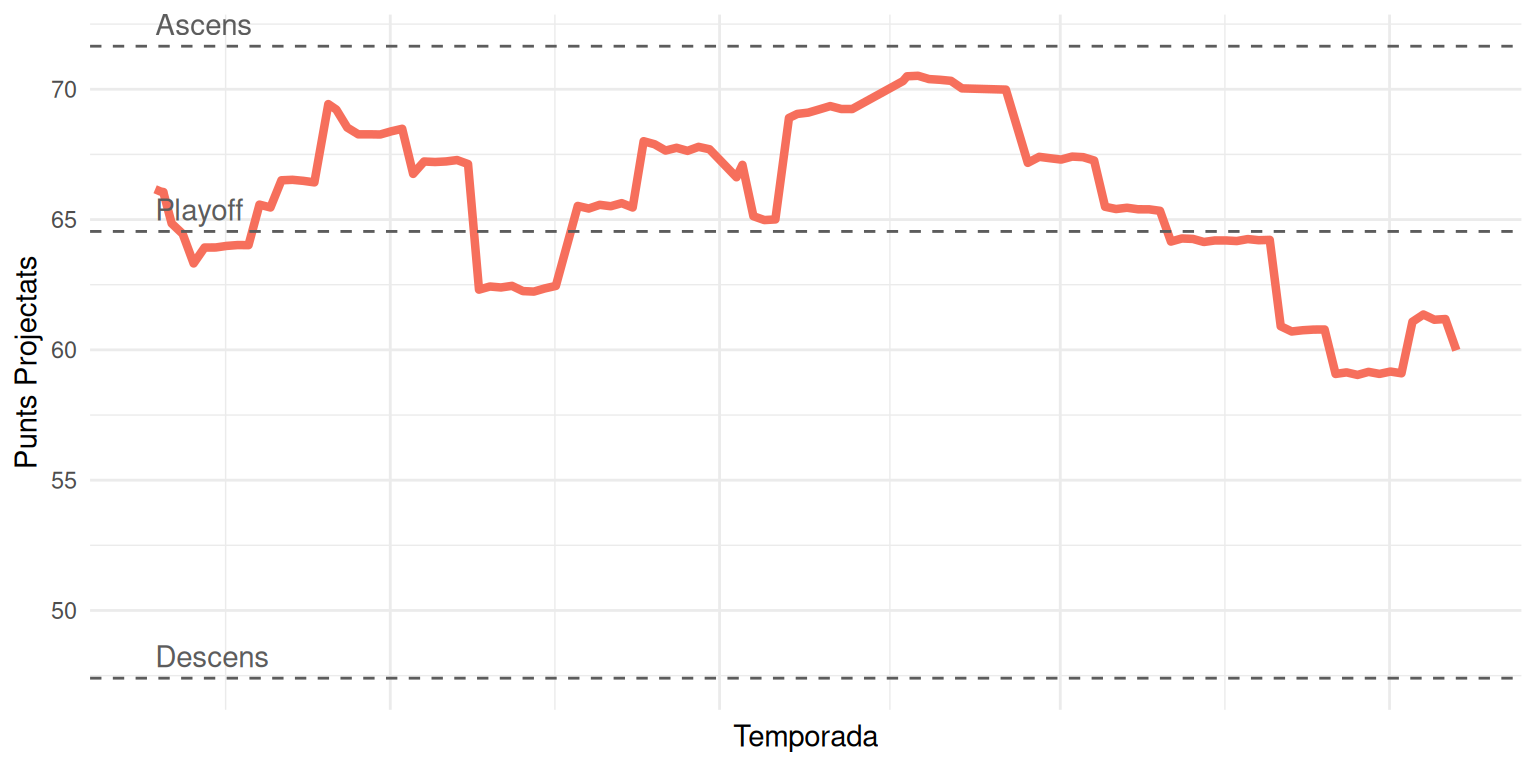 Ascens
70
Playoff
65
60
55
50
Descens
Punts Projectats
Temporada